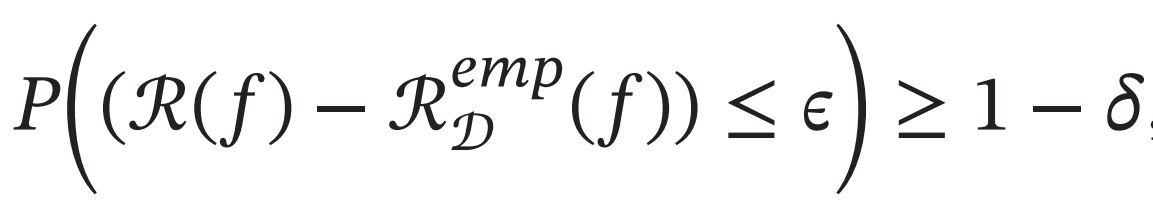 P((ℛ(f) − ℛ_𝒟^{emp}(f)) ≤ ϵ) ≥ 1 − δ,